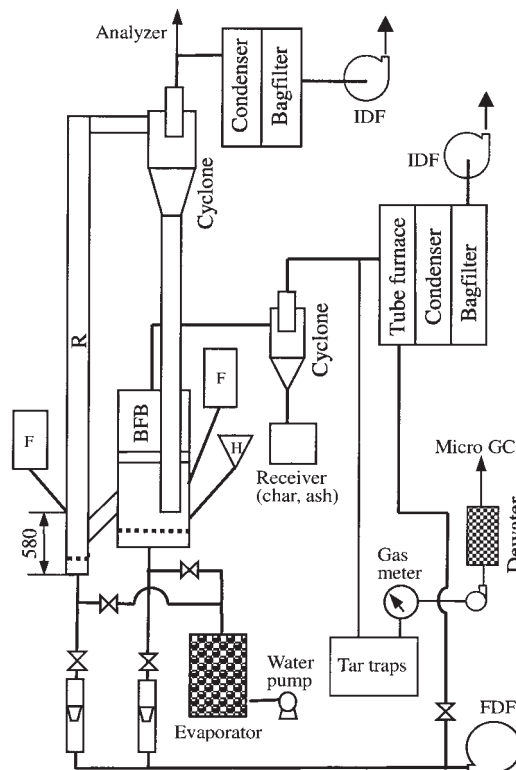 Analyzer
Condenser
Bagfilter
IDF
IDF
Cyclone
Tube furnace
Condenser
Bagfilter
R
Cyclone
BFB
F
F
H
Receiver
(char, ash)
Micro GC
580
Dewater
Gas
meter
Water
pump
Tar traps
Evaporator
FDF